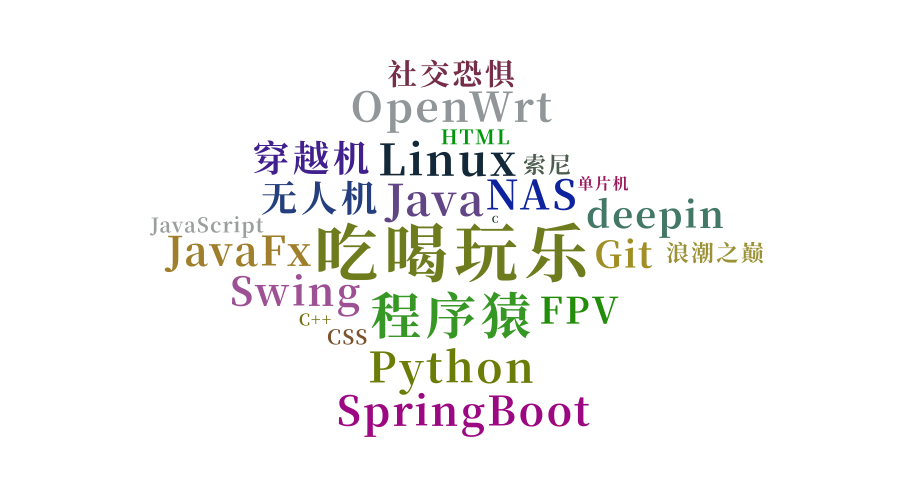 社交恐惧
OpenWrt
HTML
穿越机
Linux
索尼
无人机
Java
NAS
单片机
C
deepin
JavaScript
JavaFx
吃喝玩乐
Git
浪潮之巅
Swing
程序猿
FPV
C++
CSS
Python
SpringBoot